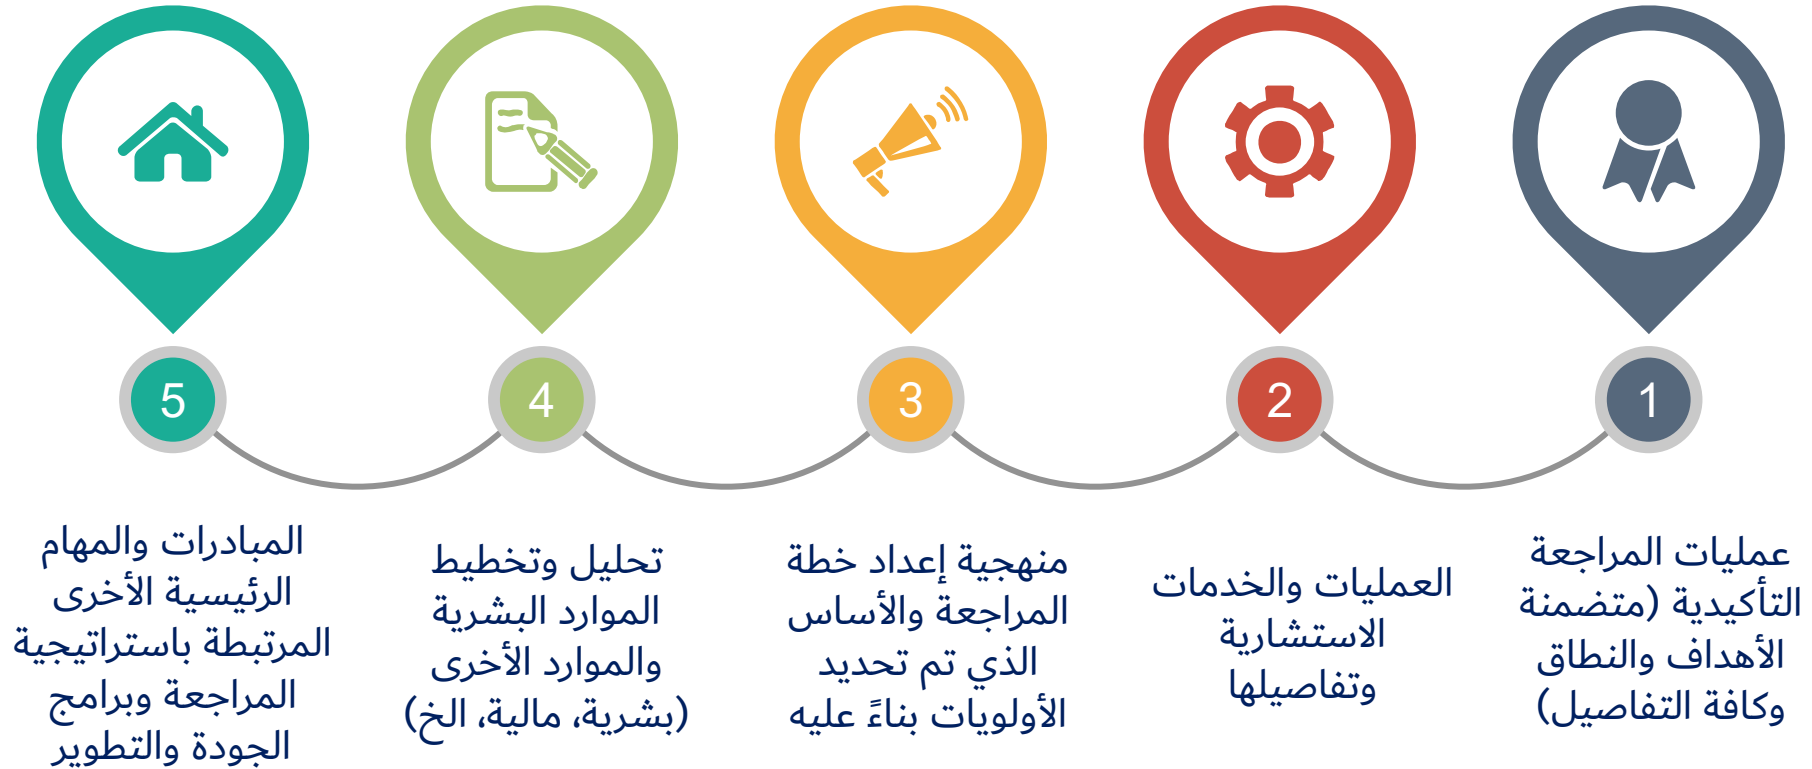 1
عمليات المراجعة
التأكيدية (متضمنة
الأهداف والنطاق
وكافة التفاصيل)
2
العمليات والخدمات
الاستشارية
وتفاصيلها
3
منهجية إعداد خطة
المراجعة والأساس
الذي تم تحديد
الأولويات بناءً عليه
4
تحليل وتخطيط
الموارد البشرية
والموارد الأخرى
(بشرية، مالية، الخ)
5
المبادرات والمهام
الرئيسية الأخرى
المرتبطة باستراتيجية
المراجعة وبرامج
الجودة والتطوير